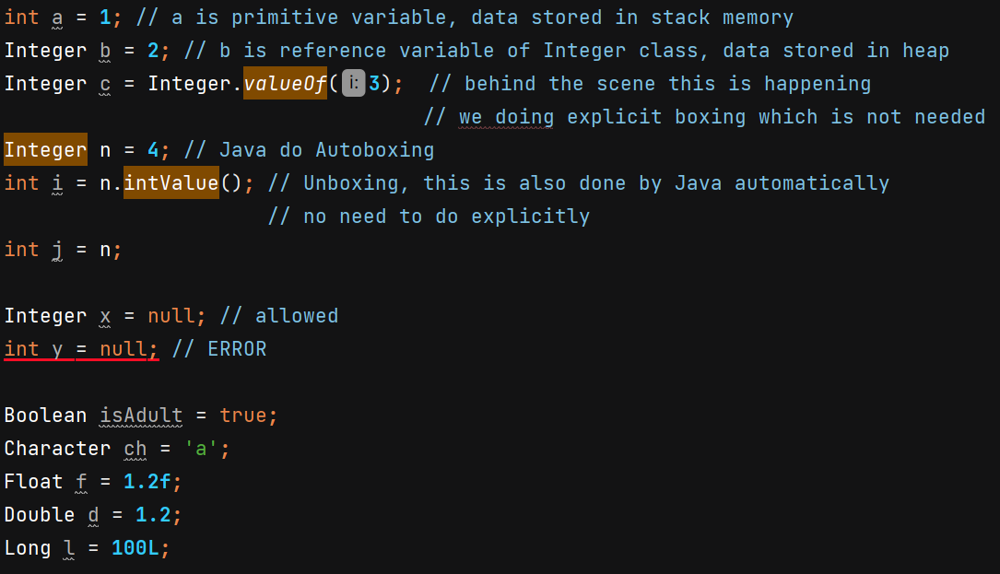 int a = 1; // a is primitive variable, data stored in stack memory
Integer b = 2; // b is reference variable of Integer class, data stored in heap
Integer c = Integer.valueOf( i: 3);  // behind the scene this is happening
// we doing explicit boxing which is not needed
Integer n = 4; // Java do Autoboxing
int i = n.intValue(); // Unboxing, this is also done by Java automatically
// no need to do explicitly
int j = n;
Integer x = null; // allowed
int y = null; // ERROR
Boolean isAdult = true;
Character ch = 'a';
Float f = 1.2f;
Double d = 1.2;
Long l = 100L;